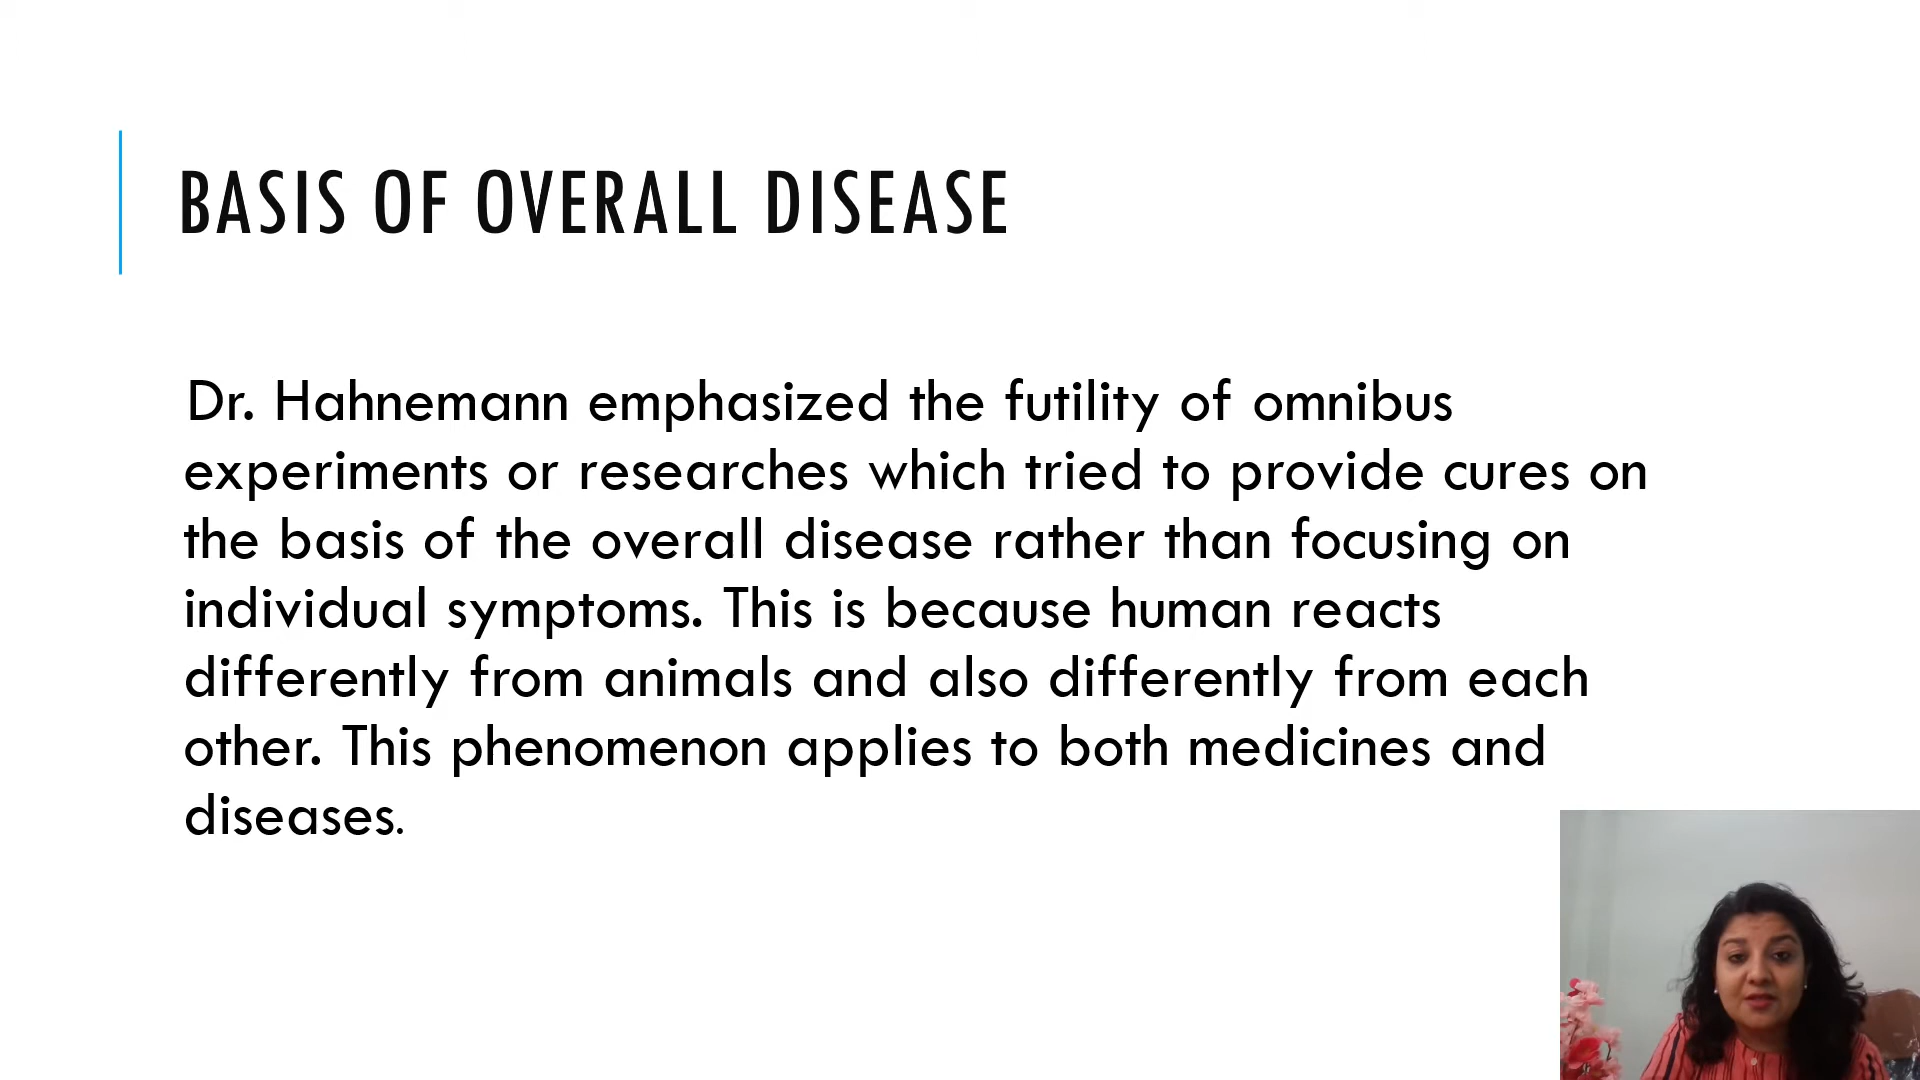 BASIS OF OVERALL DISEASE
Dr. Hahnemann emphasized the futility of omnibus
experiments or researches which tried to provide cures on
the basis of the overall disease rather than focusing on
individual symptoms. This is because human reacts
differently from animals and also differently from each
other. This phenomenon applies to both medicines and
diseases.